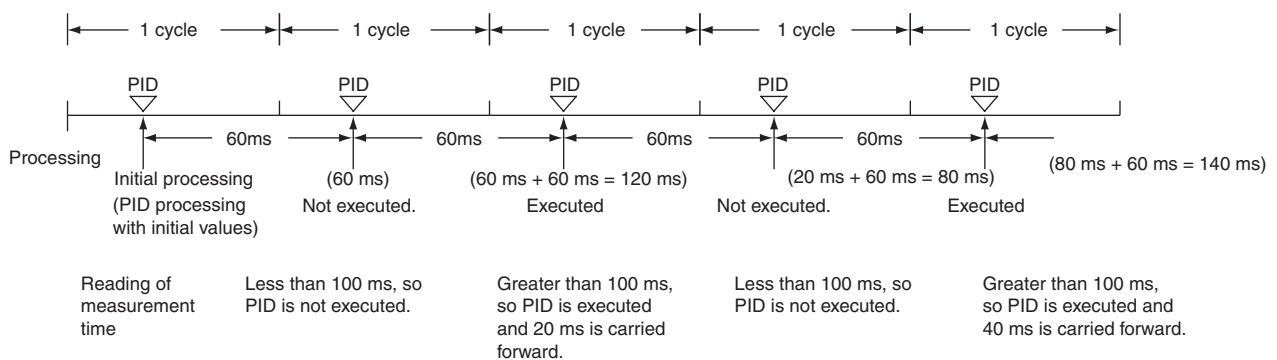 1 cycle 1 cycle 1 cycle 1 cycle 1 cycle
PID PID PID PID PID
60ms 60ms 60ms 60ms
Processing
Initial processing
(PID processing
with initial values)
(60 ms)
Not executed.
(60 ms + 60 ms = 120 ms)
Executed
(20 ms + 60 ms = 80 ms)
Not executed.
(80 ms + 60 ms = 140 ms)
Executed
Reading of
measurement
time
Less than 100 ms, so
PID is not executed.
Greater than 100 ms,
so PID is executed
and 20 ms is carried
forward.
Less than 100 ms, so
PID is not executed.
Greater than 100 ms,
so PID is executed and
40 ms is carried forward.